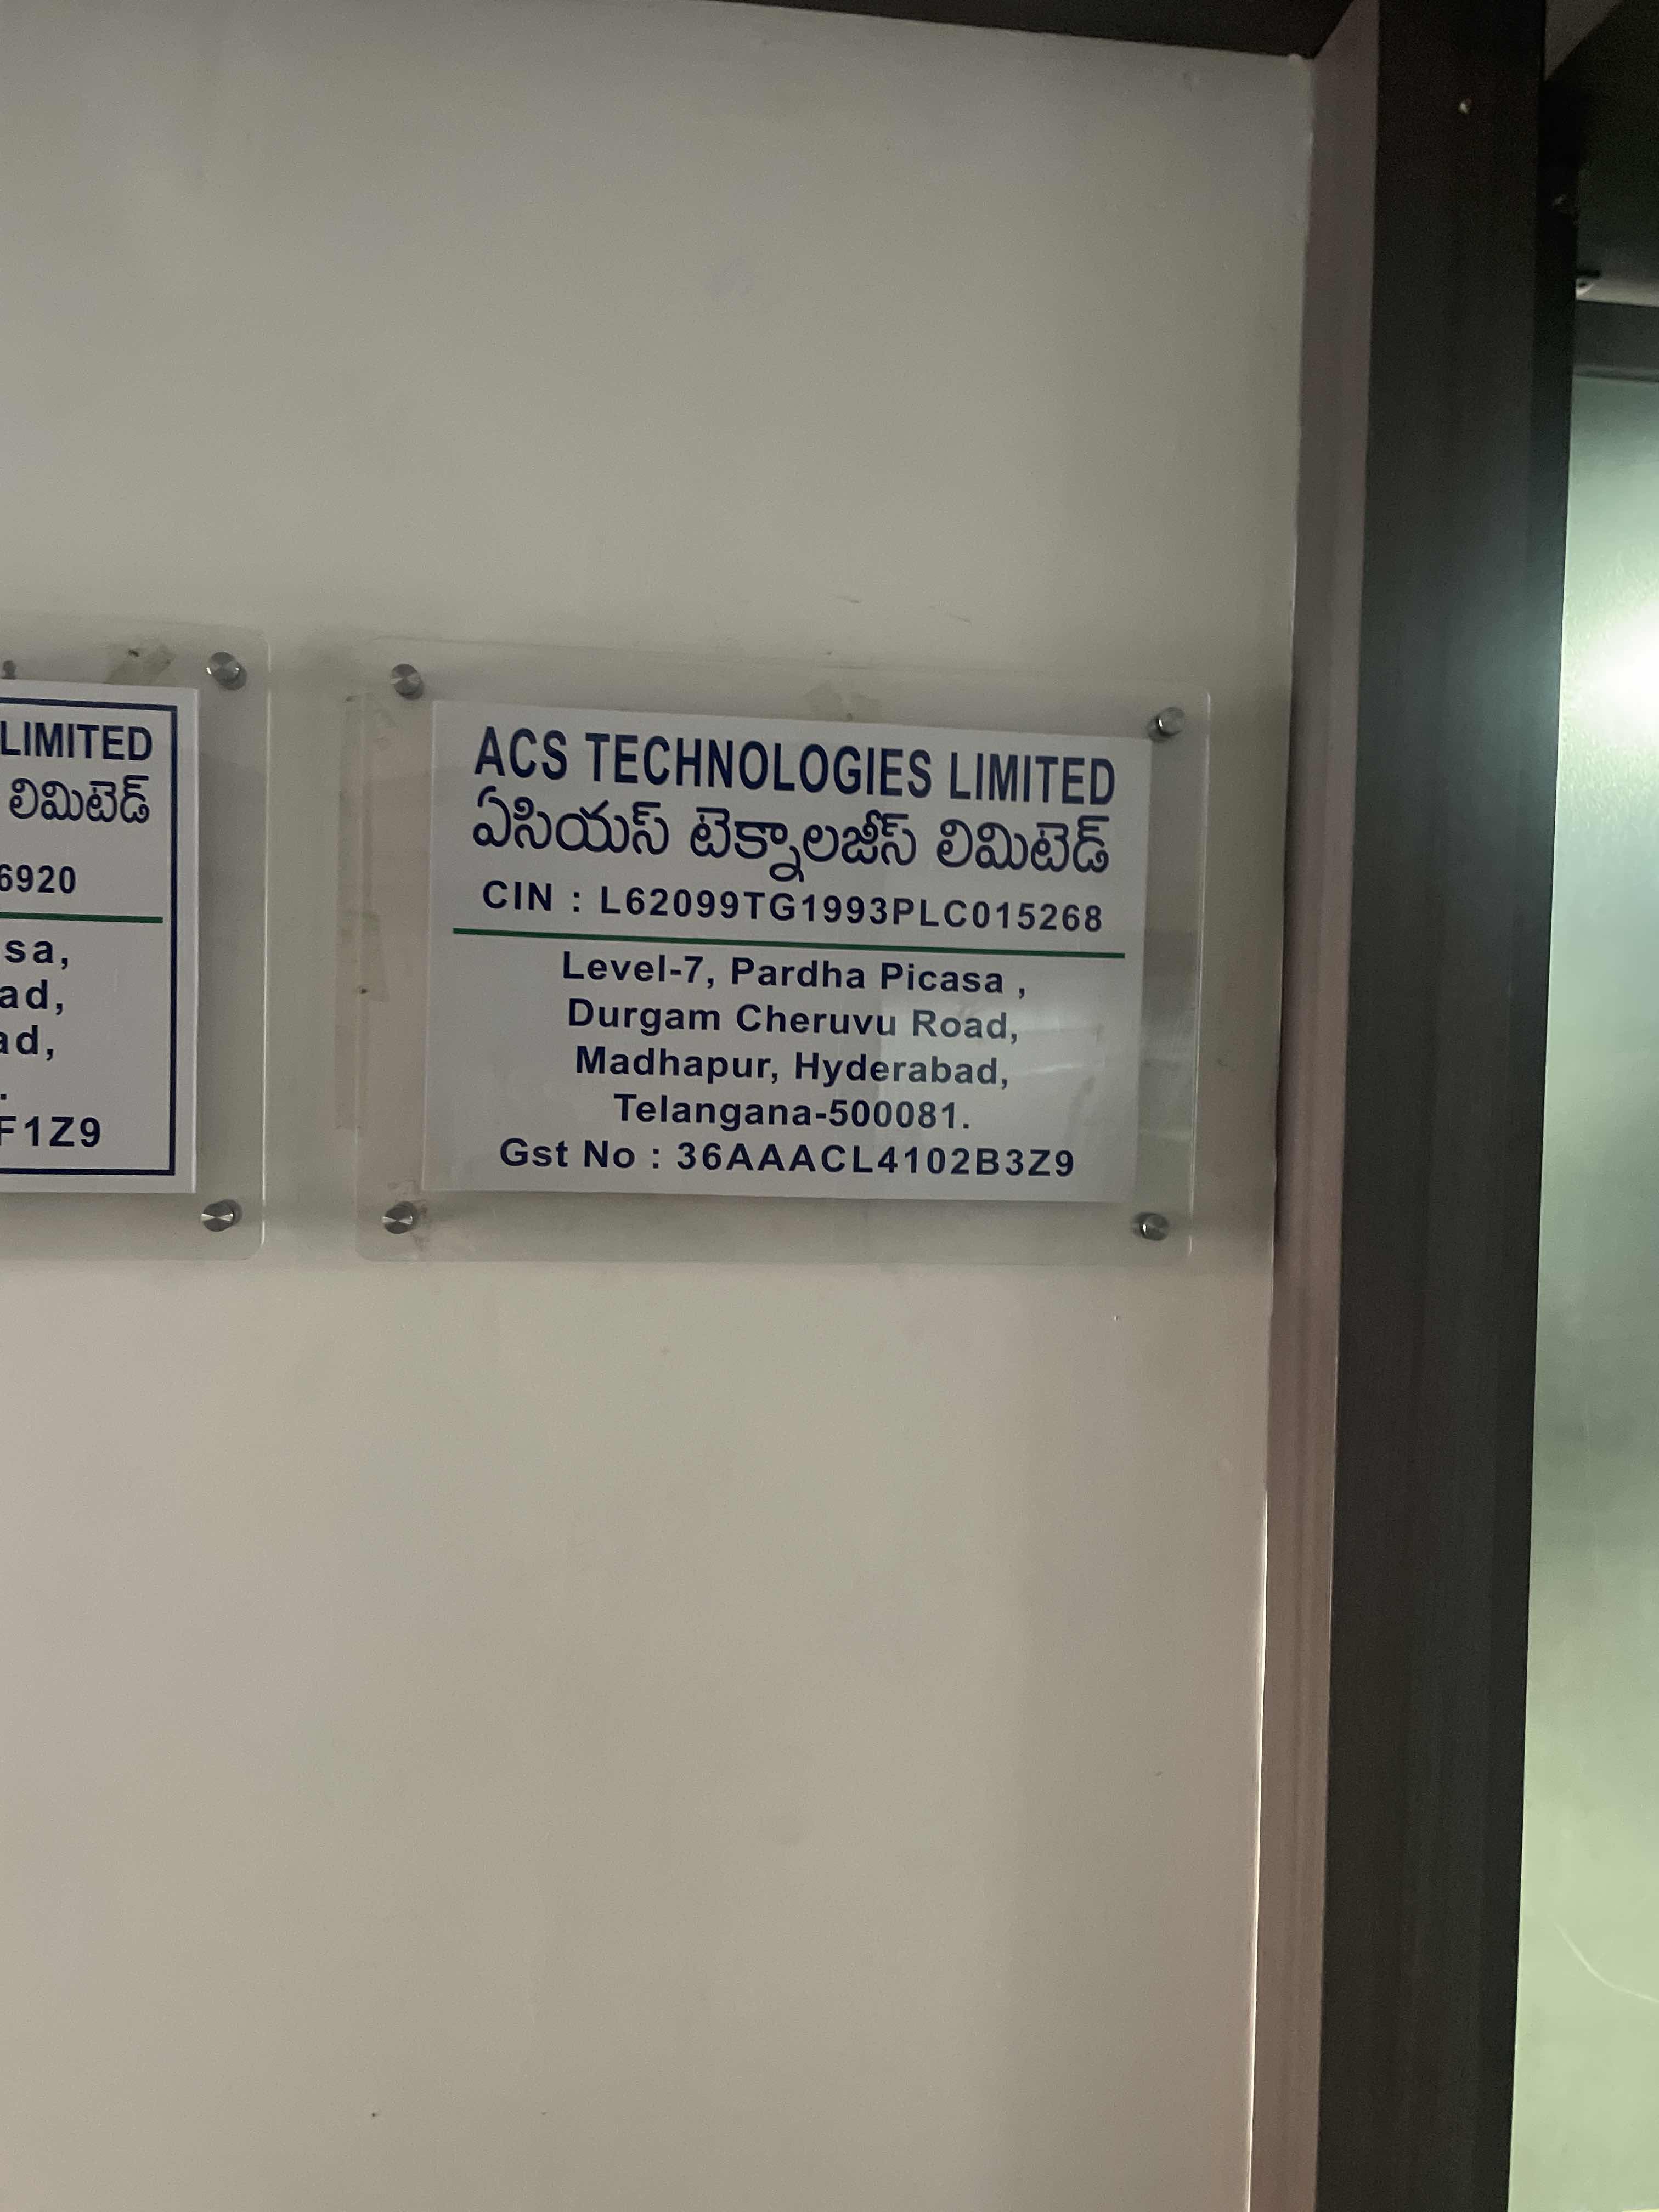 LIMITED
లిమిటెడ్
6920
sa,
ad,
ad,
F1Z9
ACS TECHNOLOGIES LIMITED
ఏసియస్ టెక్నాలజీస్ లిమిటెడ్
CIN : L62099TG1993PLC015268
Level-7, Pardha Picasa ,
Durgam Cheruvu Road,
Madhapur, Hyderabad,
Telangana-500081.
Gst No : 36AAACL4102B3Z9